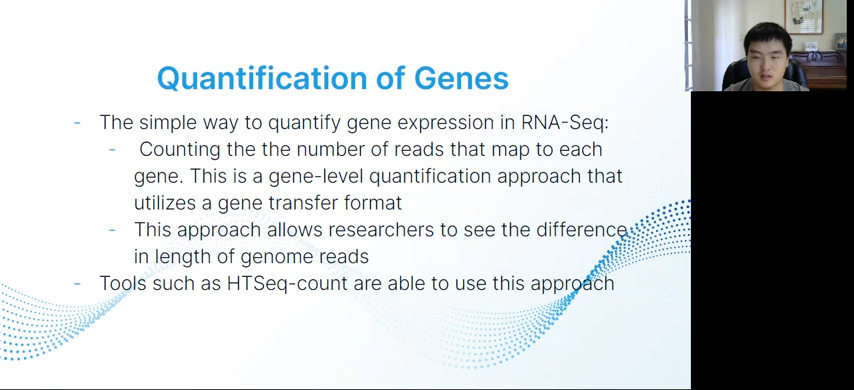 Quantification of Genes
- The simple way to quantify gene expression in RNA-Seq:
- Counting the the number of reads that map to each
gene. This is a gene-level quantification approach that
utilizes a gene transfer format
- This approach allows researchers to see the difference
in length of genome reads
- Tools such as HTSeq-count are able to use this approach